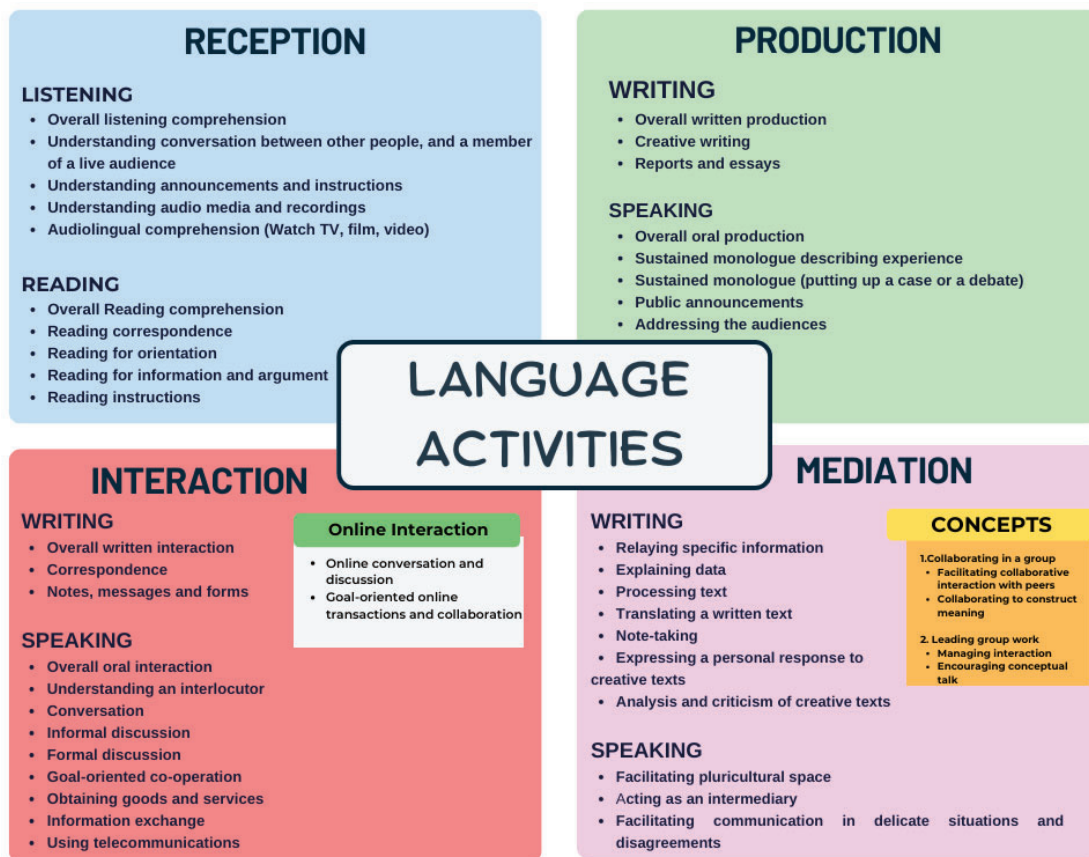 RECEPTION
LISTENING
• Overall listening comprehension
• Understanding conversation between other people, and a member
of a live audience
• Understanding announcements and instructions
• Understanding audio media and recordings
• Audiolingual comprehension (Watch TV, film, video)
READING
• Overall Reading comprehension
• Reading correspondence
• Reading for orientation
• Reading for information and argument
• Reading instructions
PRODUCTION
WRITING
• Overall written production
• Creative writing
• Reports and essays
SPEAKING
• Overall oral production
• Sustained monologue describing experience
• Sustained monologue (putting up a case or a debate)
• Public announcements
• Addressing the audiences
LANGUAGE
ACTIVITIES
INTERACTION
WRITING
• Overall written interaction
• Correspondence
• Notes, messages and forms
Online Interaction
• Online conversation and
discussion
• Goal-oriented online
transactions and collaboration
SPEAKING
• Overall oral interaction
• Understanding an interlocutor
• Conversation
• Informal discussion
• Formal discussion
• Goal-oriented co-operation
• Obtaining goods and services
• Information exchange
• Using telecommunications
MEDIATION
WRITING
• Relaying specific information
• Explaining data
• Processing text
• Translating a written text
• Note-taking
• Expressing a personal response to
creative texts
• Analysis and criticism of creative texts
CONCEPTS
1.Collaborating in a group
• Facilitating collaborative
interaction with peers
• Collaborating to construct
meaning
2. Leading group work
• Managing interaction
• Encouraging conceptual
talk
SPEAKING
• Facilitating pluricultural space
• Acting as an intermediary
• Facilitating communication in delicate situations and
disagreements